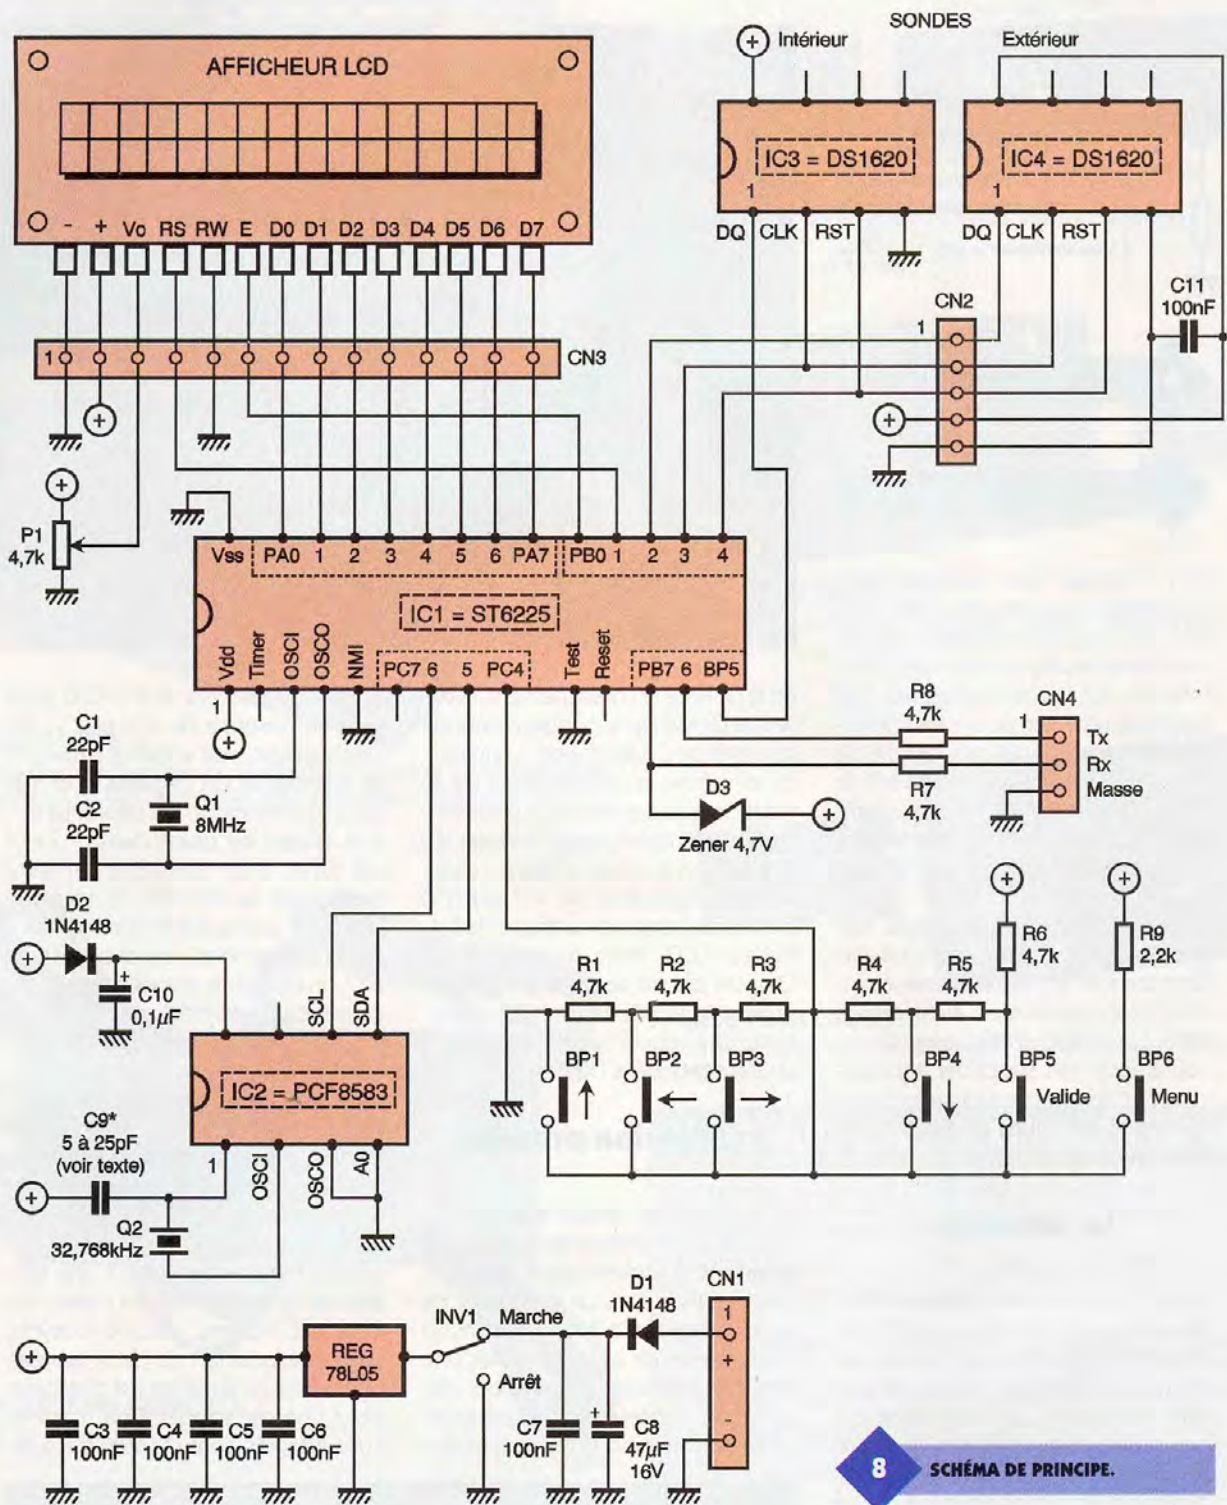 SONDES
Intérieur
Extérieur
AFFICHEUR LCD
- + Vo RS RW E D0 D1 D2 D3 D4 D5 D6 D7
1
CN3
IC3 = DS1620
1
DQ CLK RST
IC4 = DS1620
1
DQ CLK RST
CN2
1
C11
100nF
+
P1
4,7k
Vss PA0 1 2 3 4 5 6 PA7 PB0 1 2 3 4
IC1 = ST6225
Vdd Timer OSCI OSCO NMI PC7 6 5 PC4 Test Reset PB7 6 BP5
1
C1
22pF
C2
22pF
Q1
8MHz
R8
4,7k
R7
4,7k
CN4
1
Tx
Rx
Masse
D3
Zener 4,7V
D2
1N4148
+
C10
0,1µF
SCL
SDA
IC2 = PCF8583
1
OSCI
OSCO
A0
C9*
5 à 25pF
(voir texte)
Q2
32,768kHz
R6
4,7k
R9
2,2k
R1
4,7k
R2
4,7k
R3
4,7k
R4
4,7k
R5
4,7k
BP1
BP2
BP3
BP4
BP5
Valide
BP6
Menu
REG
78L05
INV1
Marche
Arrêt
D1
1N4148
CN1
1
+
-
C3
100nF
C4
100nF
C5
100nF
C6
100nF
C7
100nF
+
C8
47µF
16V
8 SCHÉMA DE PRINCIPE.